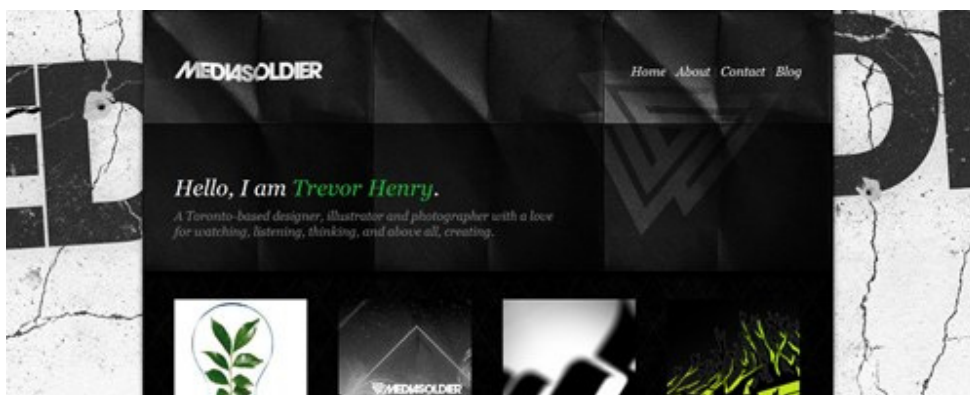 MEDIASOLDIER
Home About Contact Blog
Hello, I am Trevor Henry.
A Toronto-based designer, illustrator and photographer with a love
for watching, listening, thinking, and above all, creating.
MEDIASOLDIER